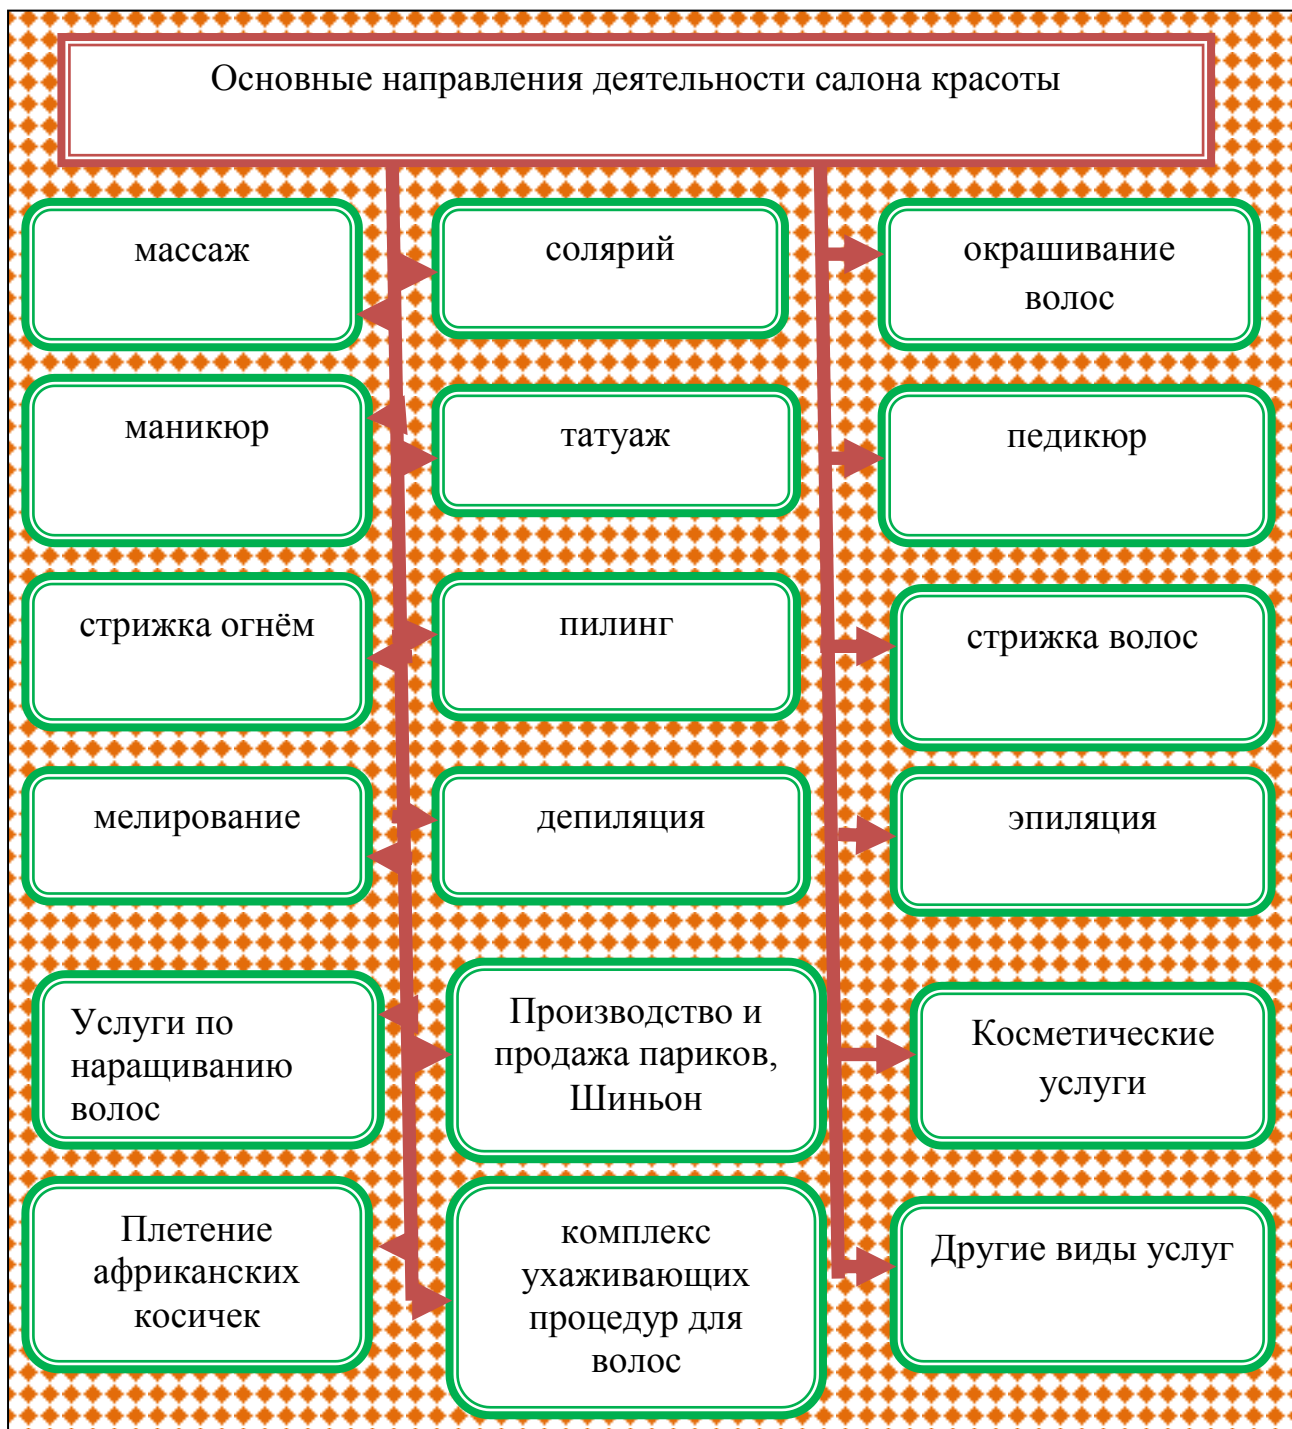 Основные направления деятельности салона красоты
массаж
солярий
окрашивание
волос
маникюр
татуаж
педикюр
стрижка огнём
пилинг
стрижка волос
мелирование
депиляция
эпиляция
Услуги по
наращиванию
волос
Производство и
продажа париков,
Шиньон
Косметические
услуги
Плетение
африканских
косичек
комплекс
ухаживающих
процедур для
волос
Другие виды услуг